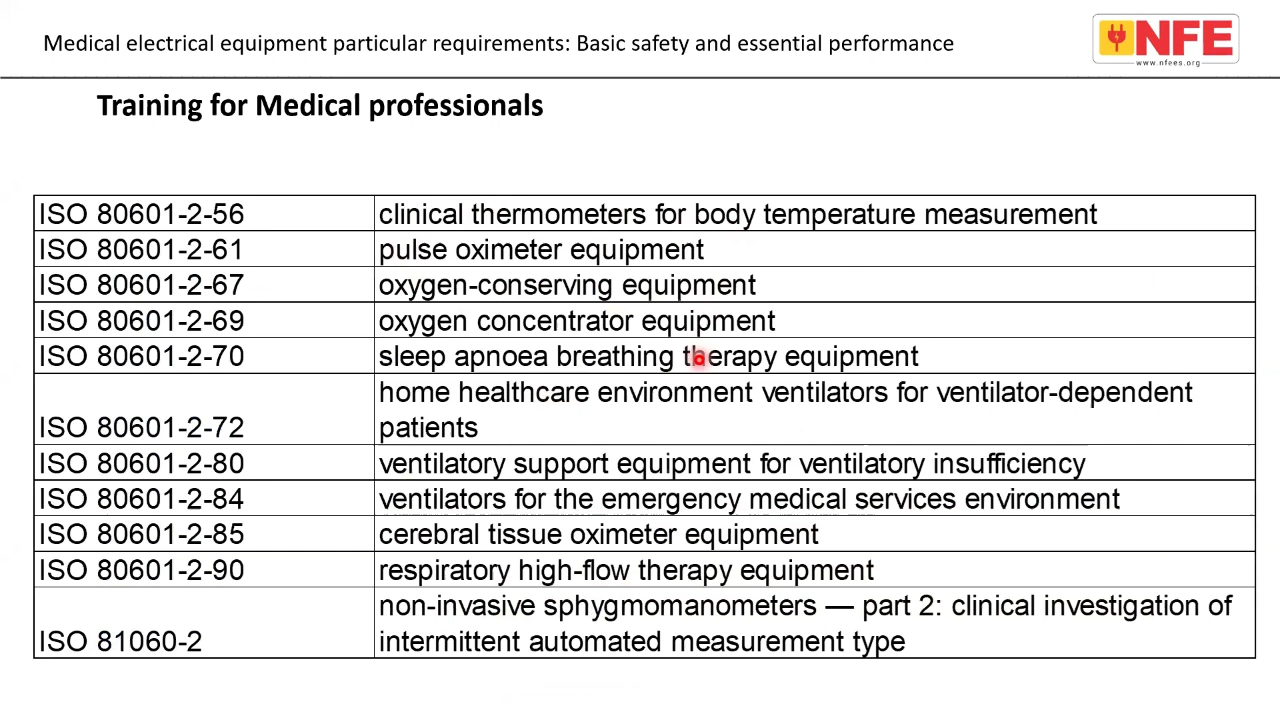 Medical electrical equipment particular requirements: Basic safety and essential performance
NFE
www.nfees.org
Training for Medical professionals
ISO 80601-2-56 clinical thermometers for body temperature measurement
ISO 80601-2-61 pulse oximeter equipment
ISO 80601-2-67 oxygen-conserving equipment
ISO 80601-2-69 oxygen concentrator equipment
ISO 80601-2-70 sleep apnoea breathing therapy equipment
home healthcare environment ventilators for ventilator-dependent
ISO 80601-2-72 patients
ISO 80601-2-80 ventilatory support equipment for ventilatory insufficiency
ISO 80601-2-84 ventilators for the emergency medical services environment
ISO 80601-2-85 cerebral tissue oximeter equipment
ISO 80601-2-90 respiratory high-flow therapy equipment
non-invasive sphygmomanometers — part 2: clinical investigation of
ISO 81060-2 intermittent automated measurement type